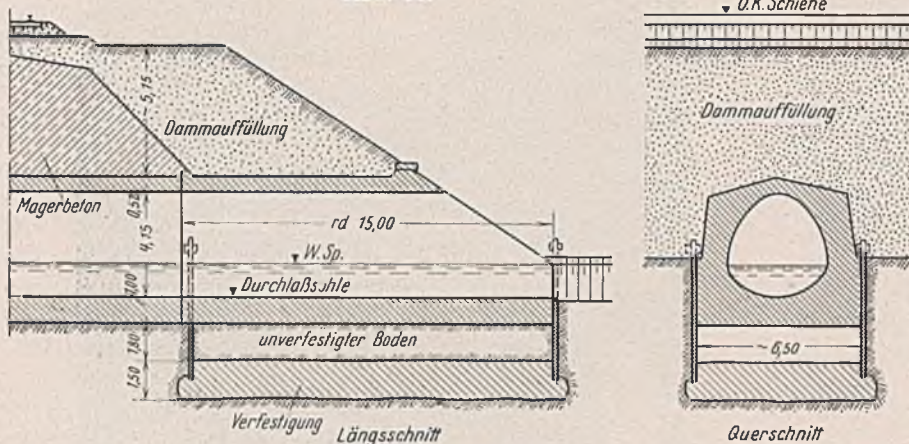 Dammauffüllung
~ 5,15
Magerbeton
0,52
4,15
rd 15,00
W.Sp.
1,00
Durchlaßsohle
unverfestigter Boden
1,80
1,50
Verfestigung
Längsschnitt
O.K.Schiene
Dammauffüllung
~ 6,50
Querschnitt